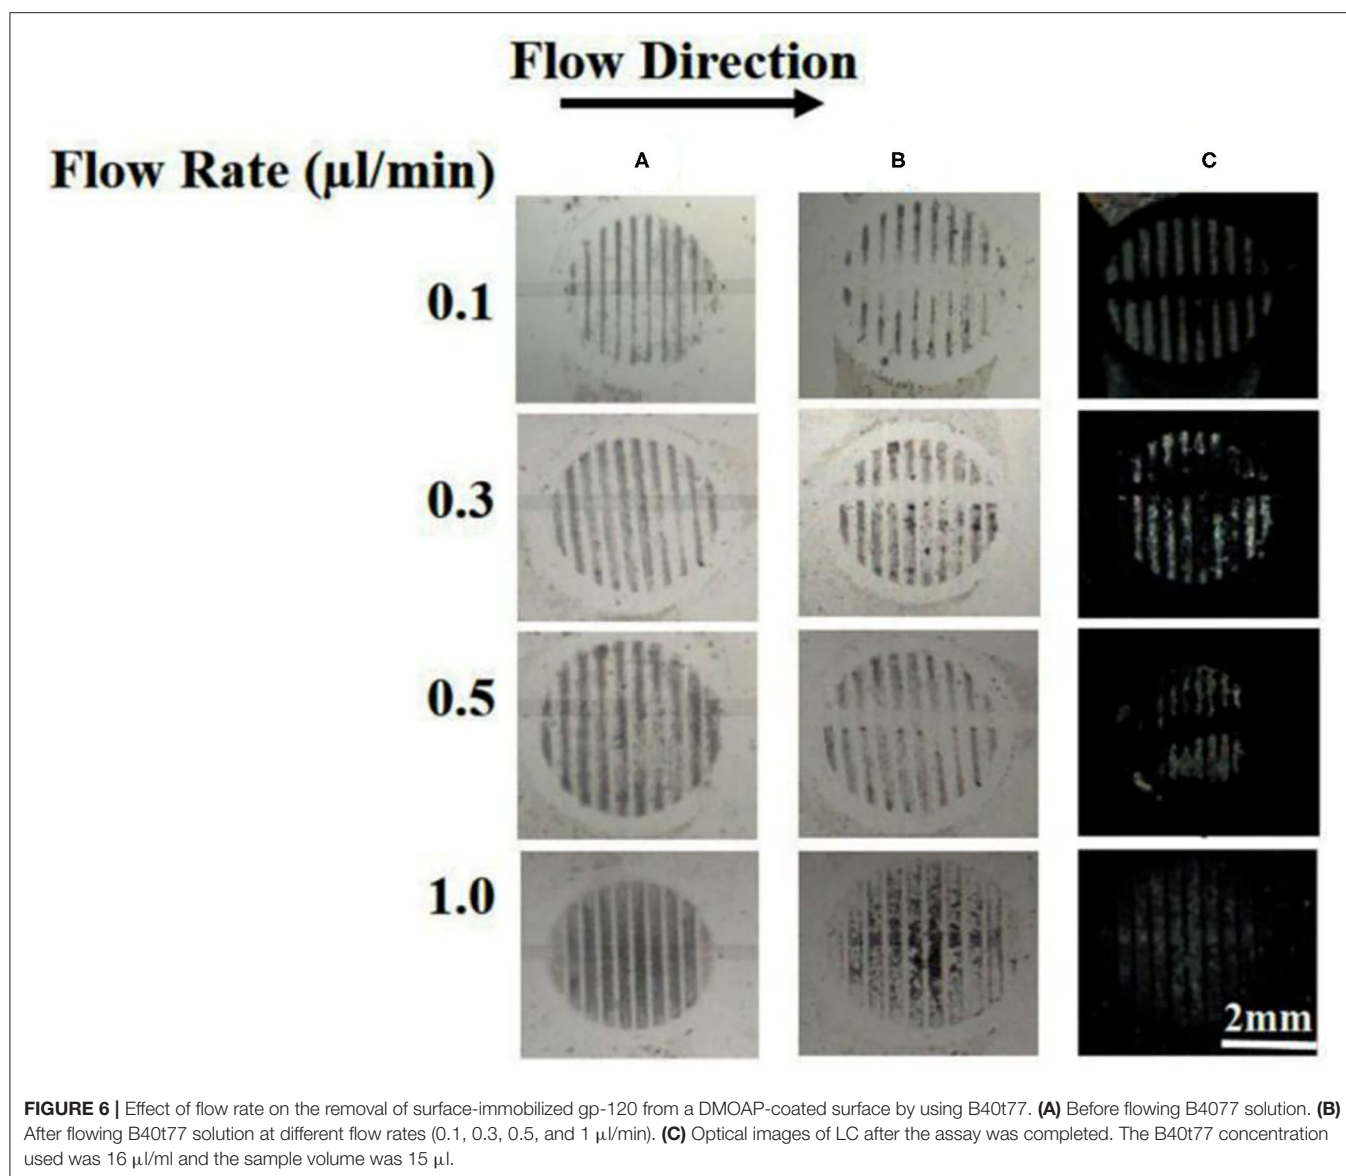 Flow Direction
Flow Rate (μl/min)
A B C
0.1
0.3
0.5
1.0
2mm
FIGURE 6 | Effect of flow rate on the removal of surface-immobilized gp-120 from a DMOAP-coated surface by using B40t77. (A) Before flowing B4077 solution. (B)
After flowing B40t77 solution at different flow rates (0.1, 0.3, 0.5, and 1 μl/min). (C) Optical images of LC after the assay was completed. The B40t77 concentration
used was 16 μl/ml and the sample volume was 15 μl.